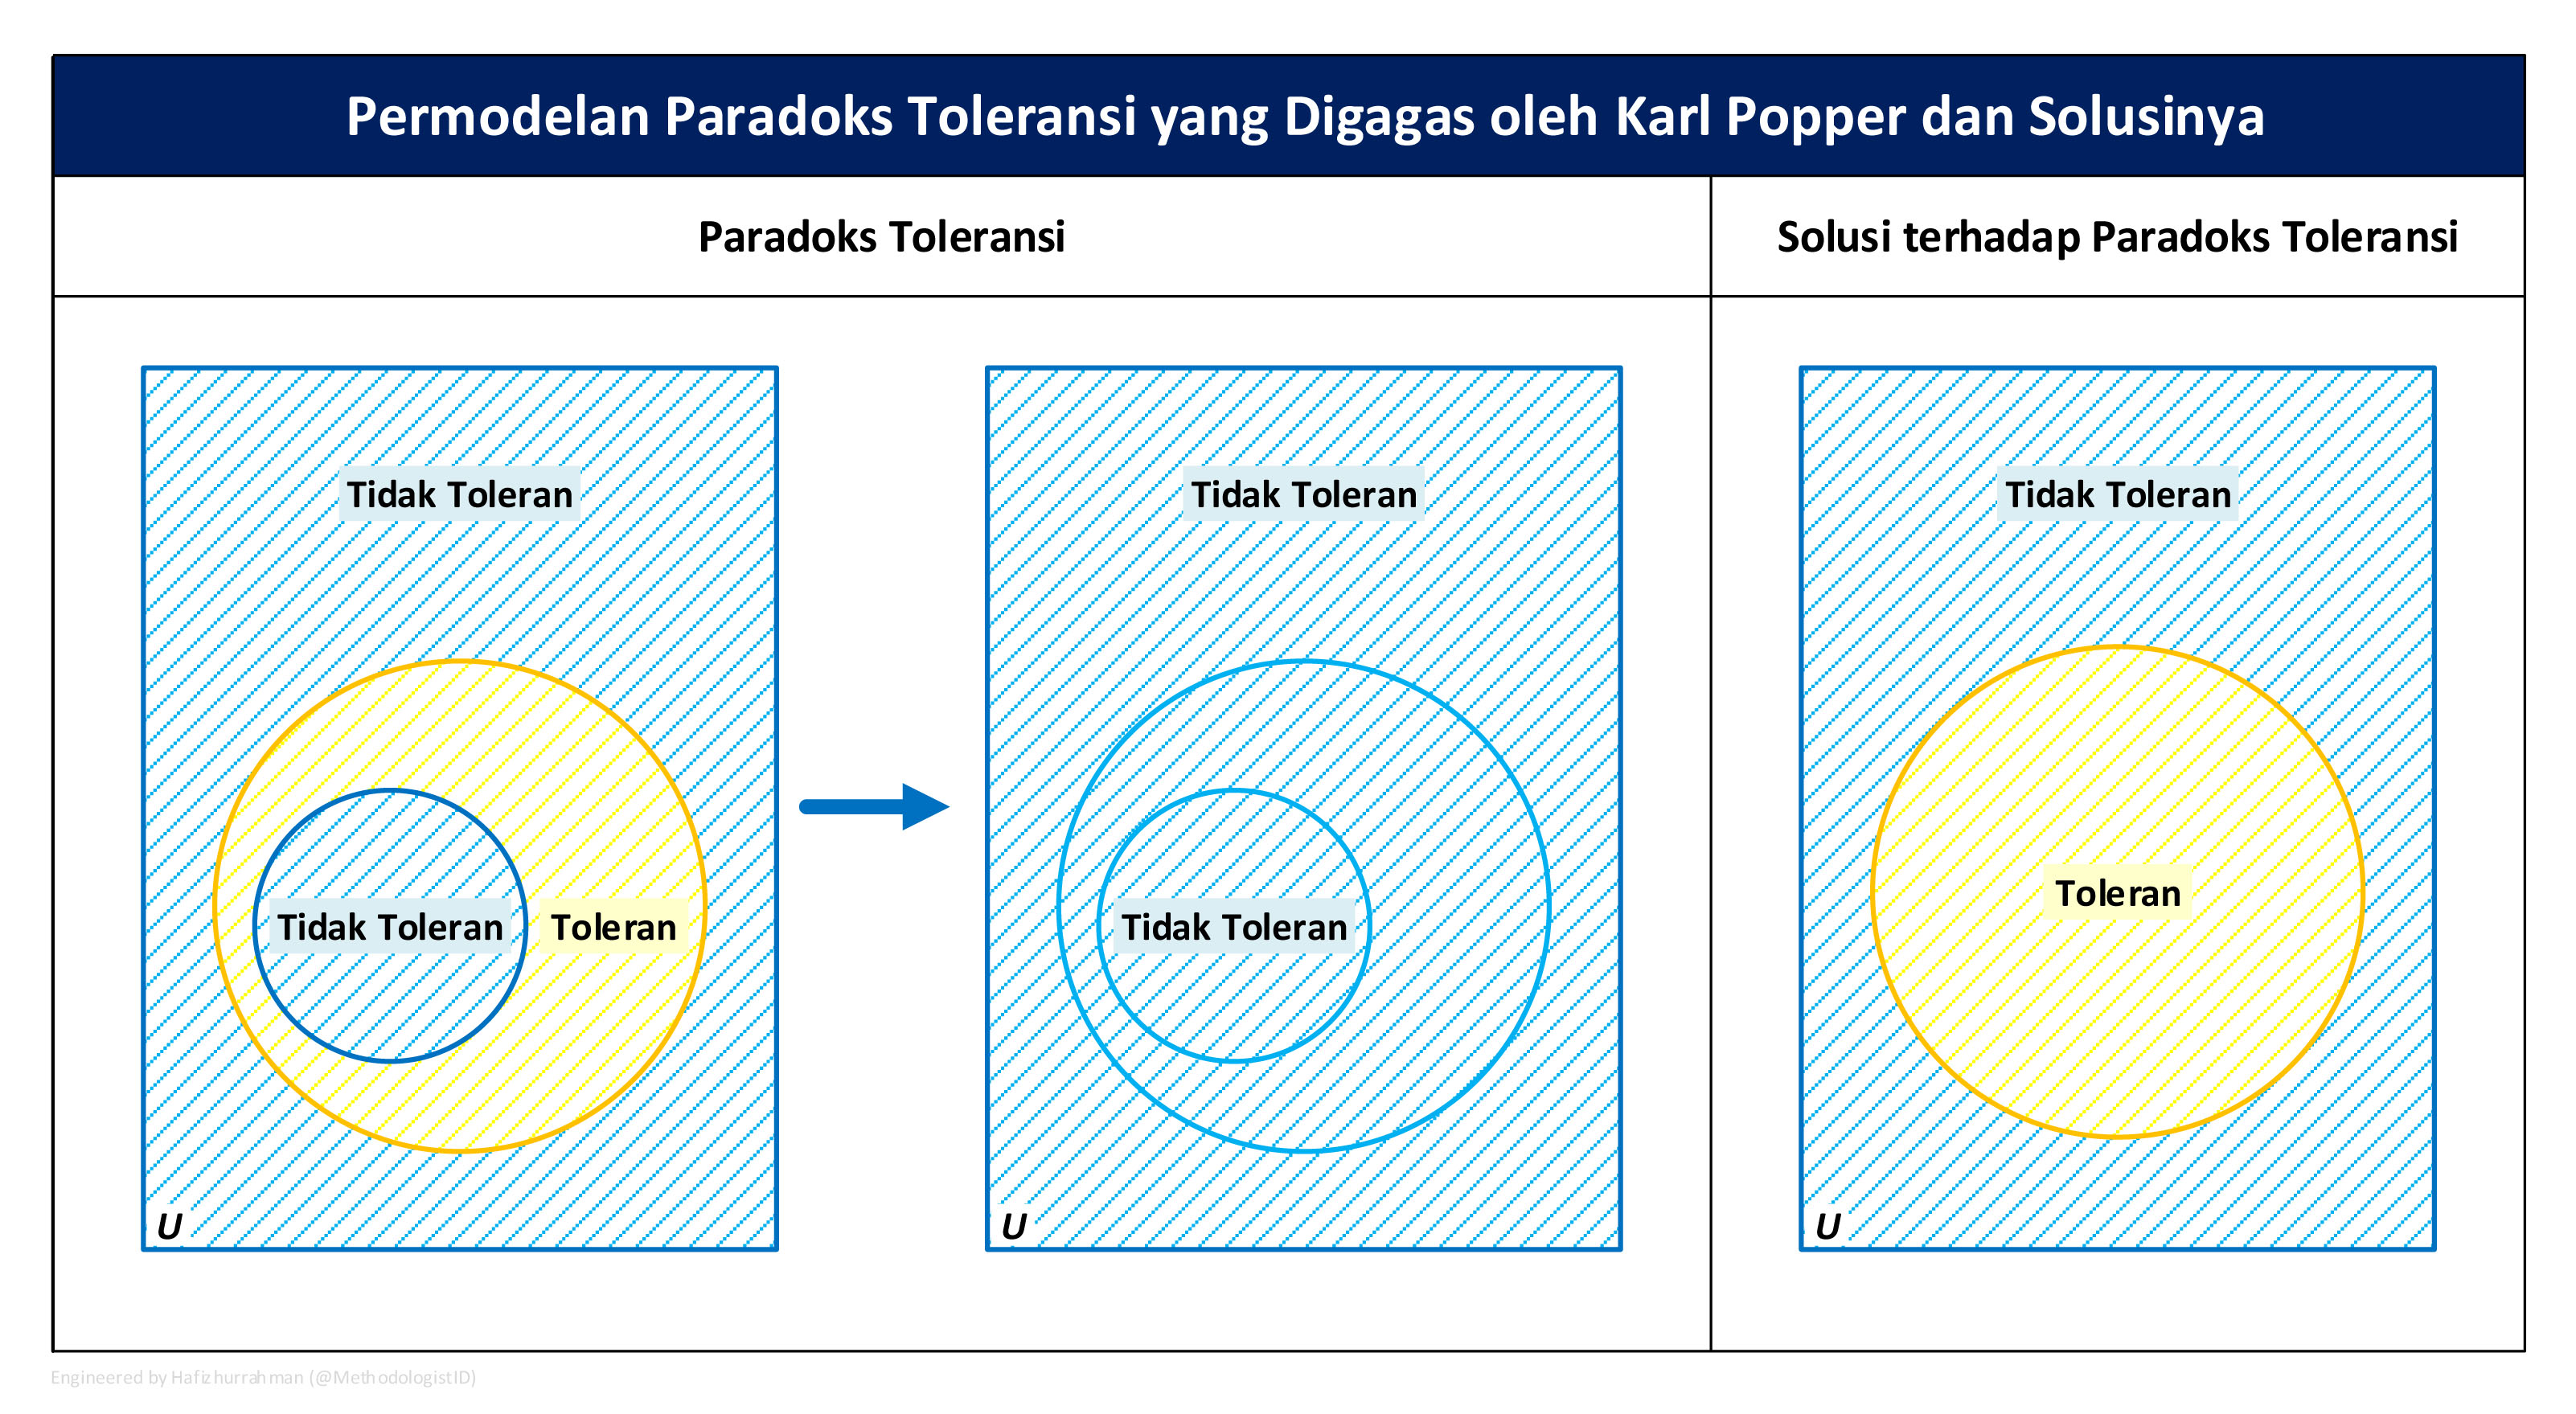 Permodelan Paradoks Toleransi yang Digagas oleh Karl Popper dan Solusinya
Paradoks Toleransi
Solusi terhadap Paradoks Toleransi
Tidak Toleran
Tidak Toleran
Toleran
U
Tidak Toleran
Tidak Toleran
U
Tidak Toleran
Toleran
U
Engineered by Hafizhurrahman (@MethodologistID)